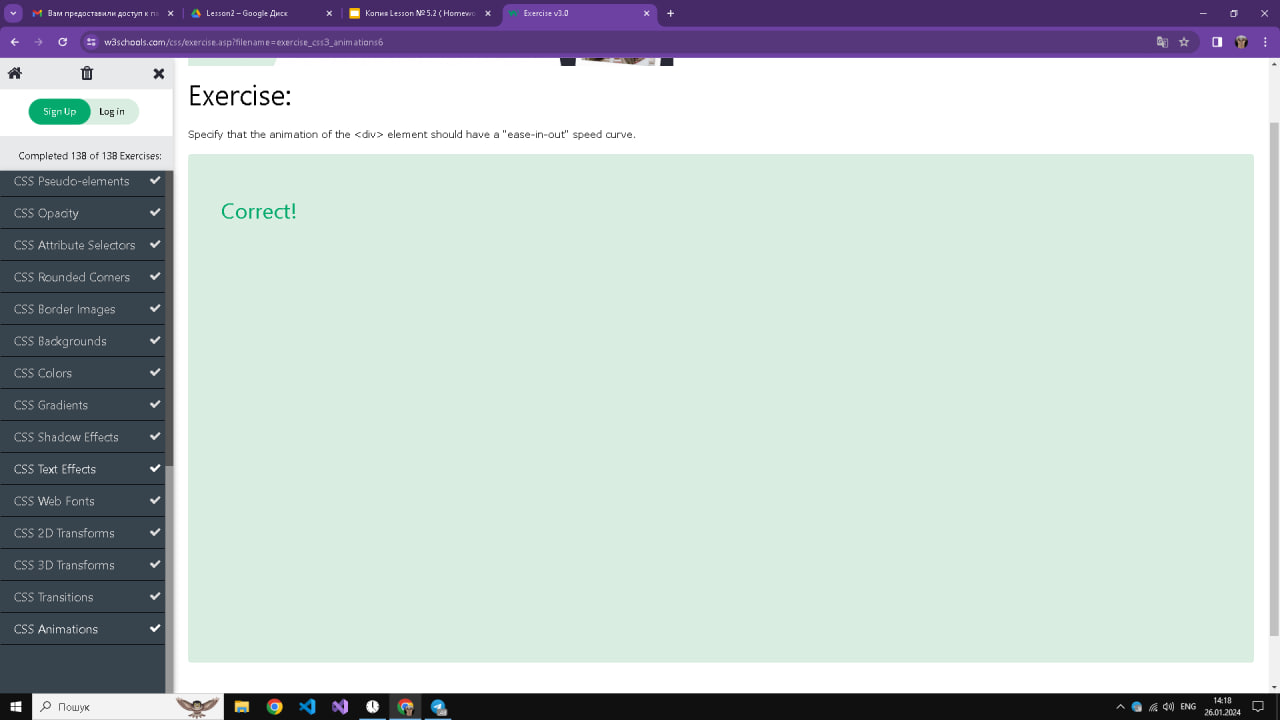 Вам предоставили доступ к па
Lesson2 – Google Диск
Копия Lesson №5.2 ( Homewo
Exercise v3.0
w3schools.com/css/exercise.asp?filename=exercise_css3_animations6
Sign Up
Log in
Completed 138 of 138 Exercises:
CSS Pseudo-elements
CSS Opacity
CSS Attribute Selectors
CSS Rounded Corners
CSS Border Images
CSS Backgrounds
CSS Colors
CSS Gradients
CSS Shadow Effects
CSS Text Effects
CSS Web Fonts
CSS 2D Transforms
CSS 3D Transforms
CSS Transitions
CSS Animations
Exercise:
Specify that the animation of the <div> element should have a "ease-in-out" speed curve.
Correct!
Пошук
ENG
14:18
26.01.2024